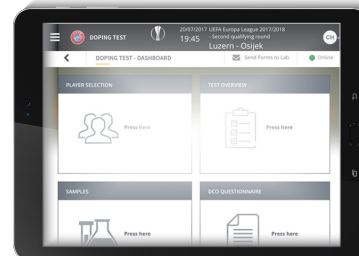 DOPING TEST
20/07/2017 UEFA Europa League 2017/2018
19:45 - Second qualifying round
Luzern - Osijek
CH
DOPING TEST - DASHBOARD
Send Forms to Lab
Online
PLAYER SELECTION
TEST OVERVIEW
Press here
Press here
SAMPLES
DCO QUESTIONNAIRE
Press here
Press here